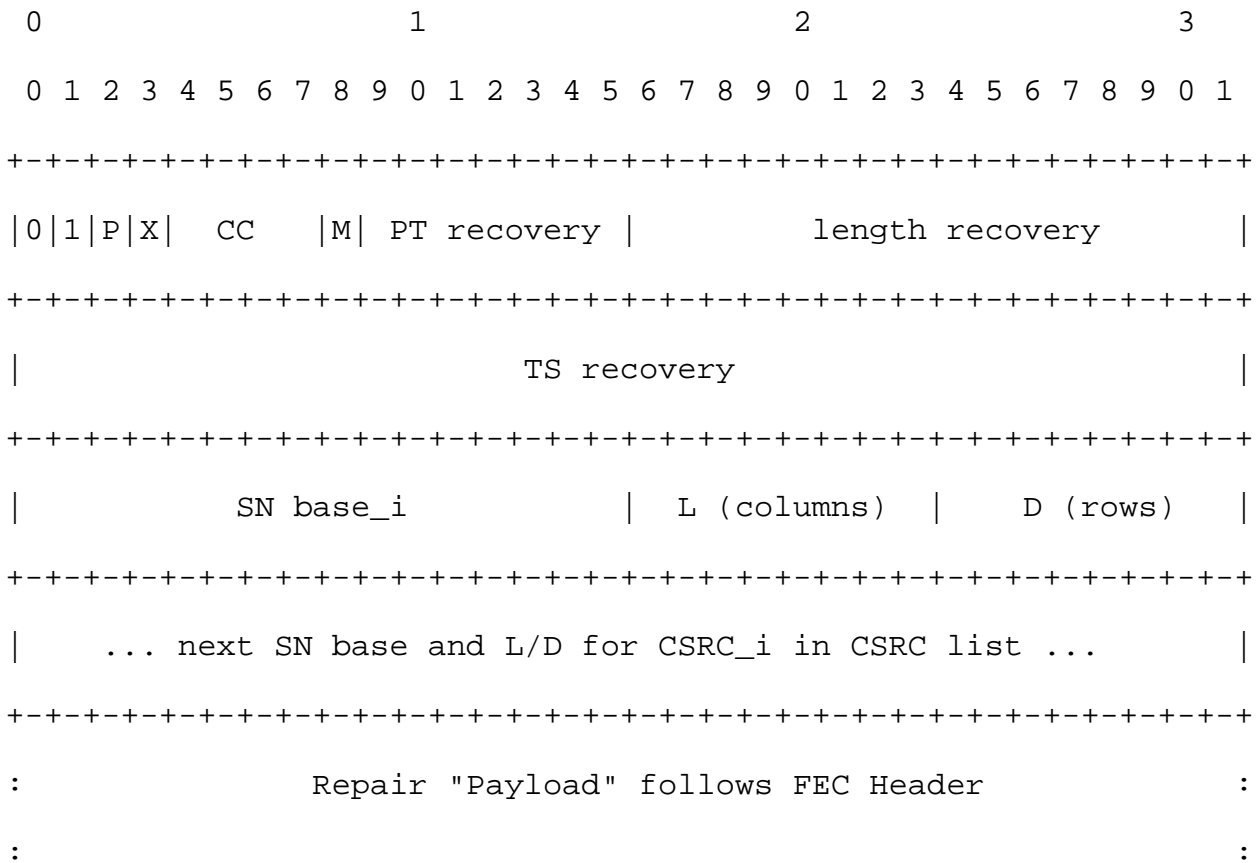 0                   1                   2                   3
 0 1 2 3 4 5 6 7 8 9 0 1 2 3 4 5 6 7 8 9 0 1 2 3 4 5 6 7 8 9 0 1
+-+-+-+-+-+-+-+-+-+-+-+-+-+-+-+-+-+-+-+-+-+-+-+-+-+-+-+-+-+-+-+-+
|0|1|P|X|  CC   |M| PT recovery |         length recovery       |
+-+-+-+-+-+-+-+-+-+-+-+-+-+-+-+-+-+-+-+-+-+-+-+-+-+-+-+-+-+-+-+-+
|                          TS recovery                          |
+-+-+-+-+-+-+-+-+-+-+-+-+-+-+-+-+-+-+-+-+-+-+-+-+-+-+-+-+-+-+-+-+
|           SN base_i           |  L (columns)  |    D (rows)   |
+-+-+-+-+-+-+-+-+-+-+-+-+-+-+-+-+-+-+-+-+-+-+-+-+-+-+-+-+-+-+-+-+
|    ... next SN base and L/D for CSRC_i in CSRC list ...       |
+-+-+-+-+-+-+-+-+-+-+-+-+-+-+-+-+-+-+-+-+-+-+-+-+-+-+-+-+-+-+-+-+
:               Repair "Payload" follows FEC Header             :
:                                                               :